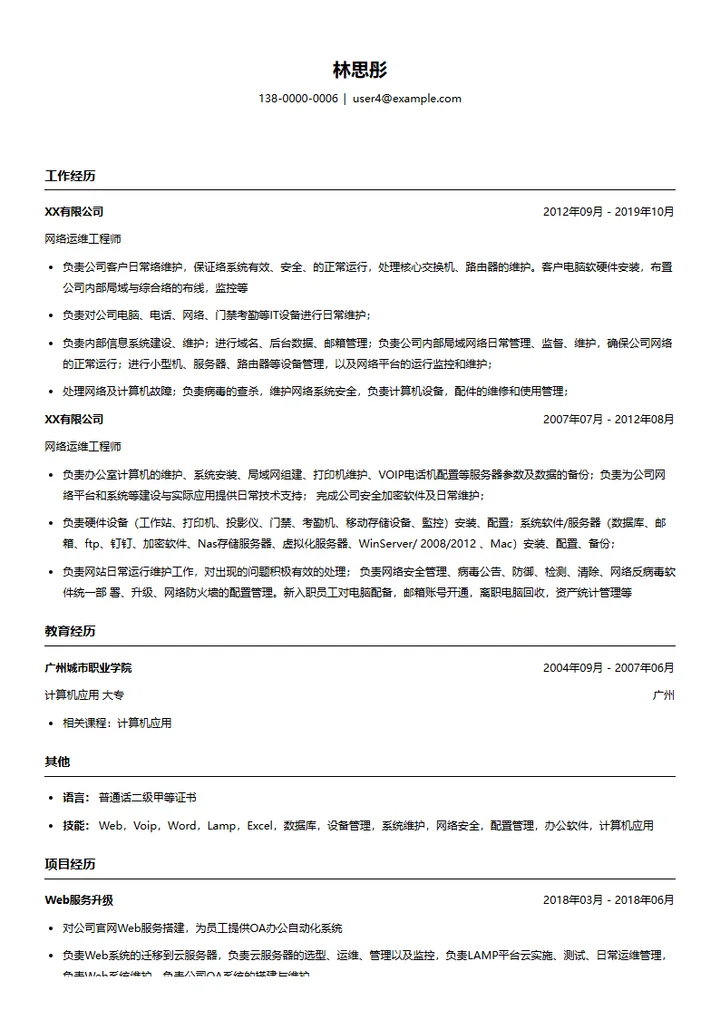 林思彤
138-0000-0006 | user4@example.com
工作经历
XX有限公司 2012年09月 - 2019年10月
网络运维工程师
• 负责公司客户日常络维护，保证络系统有效、安全、的正常运行，处理核心交换机、路由器的维护。客户电脑软硬件安装，布置
公司内部局域与综合络的布线，监控等
• 负责对公司电脑、电话、网络、门禁考勤等IT设备进行日常维护；
• 负责内部信息系统建设、维护；进行域名、后台数据、邮箱管理；负责公司内部局域网络日常管理、监督、维护，确保公司网络
的正常运行；进行小型机、服务器、路由器等设备管理，以及网络平台的运行监控和维护；
• 处理网络及计算机故障；负责病毒的查杀，维护网络系统安全，负责计算机设备，配件的维修和使用管理；
XX有限公司 2007年07月 - 2012年08月
网络运维工程师
• 负责办公室计算机的维护、系统安装、局域网组建、打印机维护、VOIP电话机配置等服务器参数及数据的备份；负责为公司网
络平台和系统等建设与实际应用提供日常技术支持； 完成公司安全加密软件及日常维护；
• 负责硬件设备（工作站、打印机、投影仪、门禁、考勤机、移动存储设备、监控）安装、配置；系统软件/服务器（数据库、邮
箱、ftp、钉钉、加密软件、Nas存储服务器、虚拟化服务器、WinServer/ 2008/2012 、Mac）安装、配置、备份；
• 负责网站日常运行维护工作，对出现的问题积极有效的处理； 负责网络安全管理、病毒公告、防御、检测、清除、网络反病毒软
件统一部 署、升级、网络防火墙的配置管理。新入职员工对电脑配备，邮箱账号开通，离职电脑回收，资产统计管理等
教育经历
广州城市职业学院 2004年09月 - 2007年06月
计算机应用 大专 广州
• 相关课程：计算机应用
其他
• 语言： 普通话二级甲等证书
• 技能： Web，Voip，Word，Lamp，Excel，数据库，设备管理，系统维护，网络安全，配置管理，办公软件，计算机应用
项目经历
Web服务升级 2018年03月 - 2018年06月
• 对公司官网Web服务搭建，为员工提供OA办公自动化系统
• 负责Web系统的迁移到云服务器，负责云服务器的选型、运维、管理以及监控，负责LAMP平台云实施、测试、日常运维管理，
负责Web系统维护，负责公司OA系统的搭建与维护